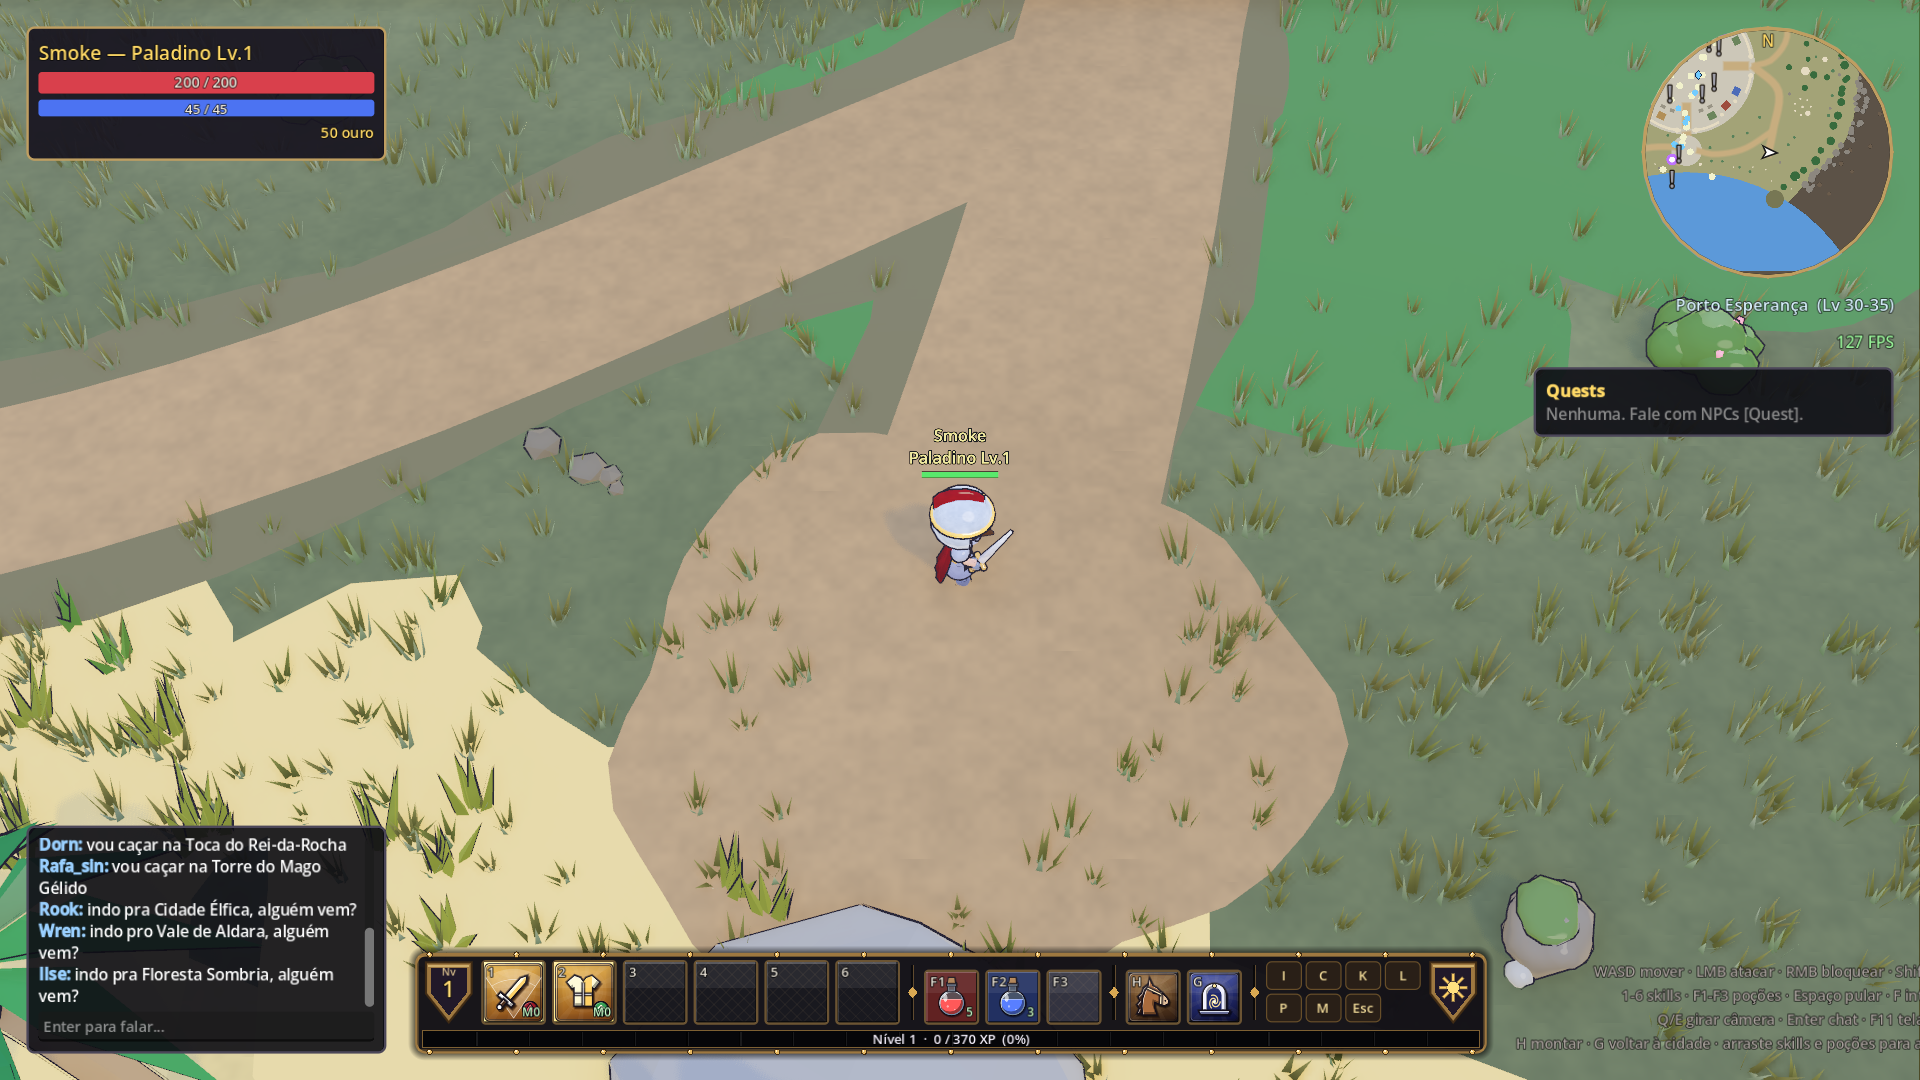 Smoke — Paladino Lv.1
200 / 200
45 / 45
50 ouro
N
Porto Esperança (Lv 30-35)
127 FPS
Quests
Nenhuma. Fale com NPCs [Quest].
Smoke
Paladino Lv.1
Dorn: vou caçar na Toca do Rei-da-Rocha
Rafa_sin: vou caçar na Torre do Mago
Gélido
Rook: indo pra Cidade Élfica, alguém vem?
Wren: indo pro Vale de Aldara, alguém
vem?
Ilse: indo pra Floresta Sombria, alguém
vem?
Enter para falar...
Nv
1
1 M0
2 M0
3
4
5
6
F1 5
F2 3
F3
H
G
I C K L
P M Esc
Nível 1 · 0 / 370 XP (0%)
WASD mover · LMB atacar · RMB bloquear · Shi
1-6 skills · F1-F3 poções · Espaço pular · F in
Q/E girar câmera · Enter chat · F11 tel
H montar · G voltar à cidade · arraste skills e poções para a